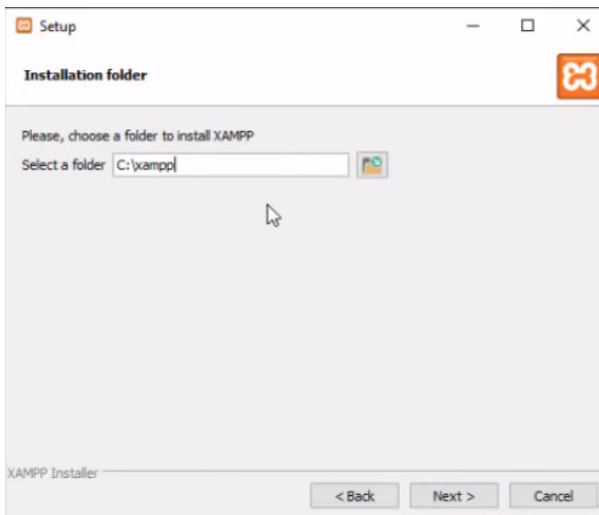 Setup
Installation folder
Please, choose a folder to install XAMPP
Select a folder C:\xampp
XAMPP Installer
< Back Next > Cancel